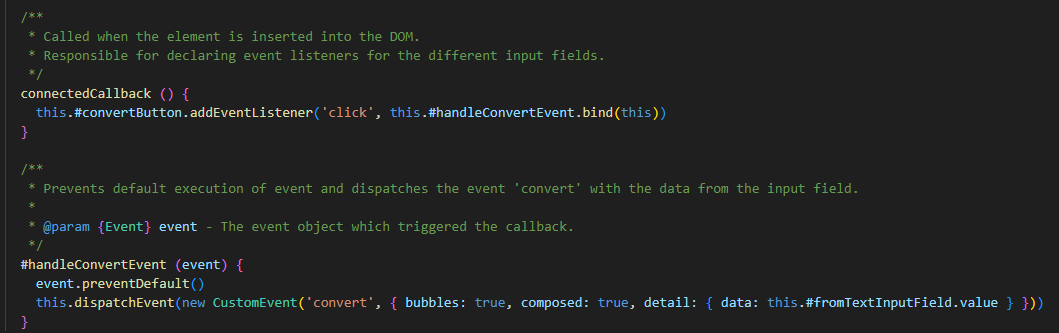 /**
 * Called when the element is inserted into the DOM.
 * Responsible for declaring event listeners for the different input fields.
 */
connectedCallback () {
  this.#convertButton.addEventListener('click', this.#handleConvertEvent.bind(this))
}

/**
 * Prevents default execution of event and dispatches the event 'convert' with the data from the input field.
 *
 * @param {Event} event - The event object which triggered the callback.
 */
#handleConvertEvent (event) {
  event.preventDefault()
  this.dispatchEvent(new CustomEvent('convert', { bubbles: true, composed: true, detail: { data: this.#fromTextInputField.value } }))
}